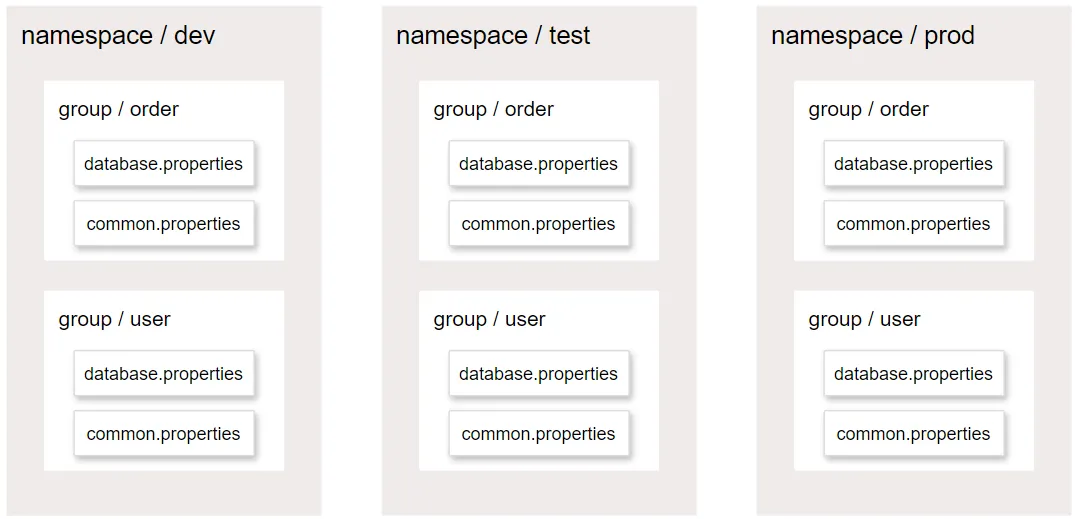 namespace / dev
group / order
database.properties
common.properties
group / user
database.properties
common.properties
namespace / test
group / order
database.properties
common.properties
group / user
database.properties
common.properties
namespace / prod
group / order
database.properties
common.properties
group / user
database.properties
common.properties